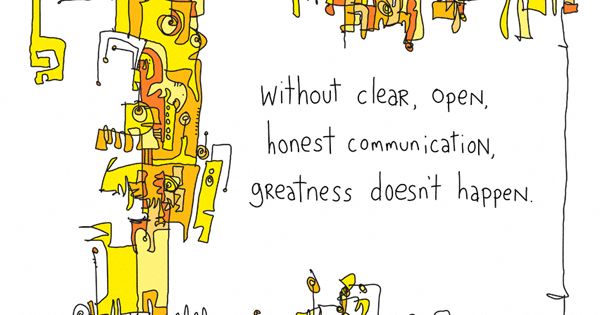 without clear, open,
honest communication,
greatness doesn't happen.